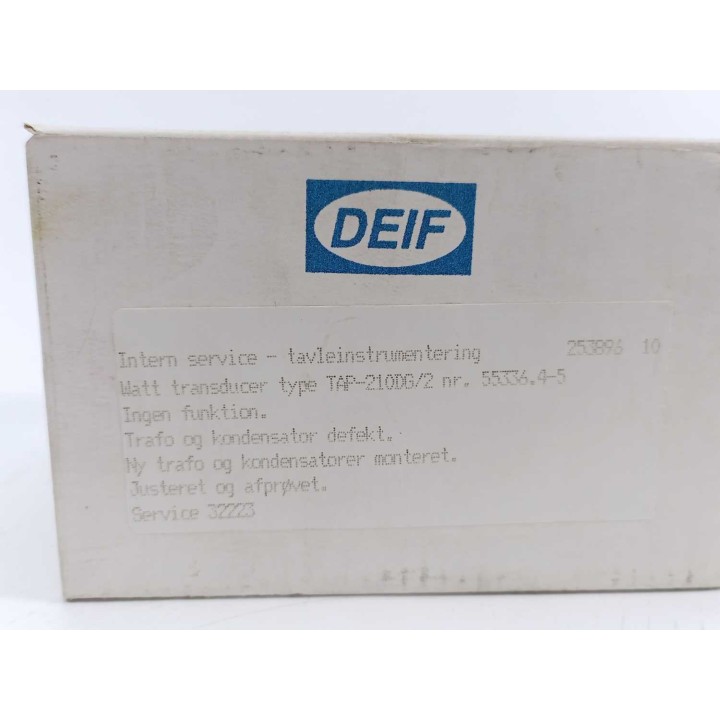 DEIF
Intern service - tavleinstrumentering 253896 10
Watt transducer type TAP-210DG/2 nr. 55336.4-5
Ingen funktion.
Trafo og kondensator defekt.
Ny trafo og kondensatorer monteret.
Justeret og afprøvet.
Service 32223